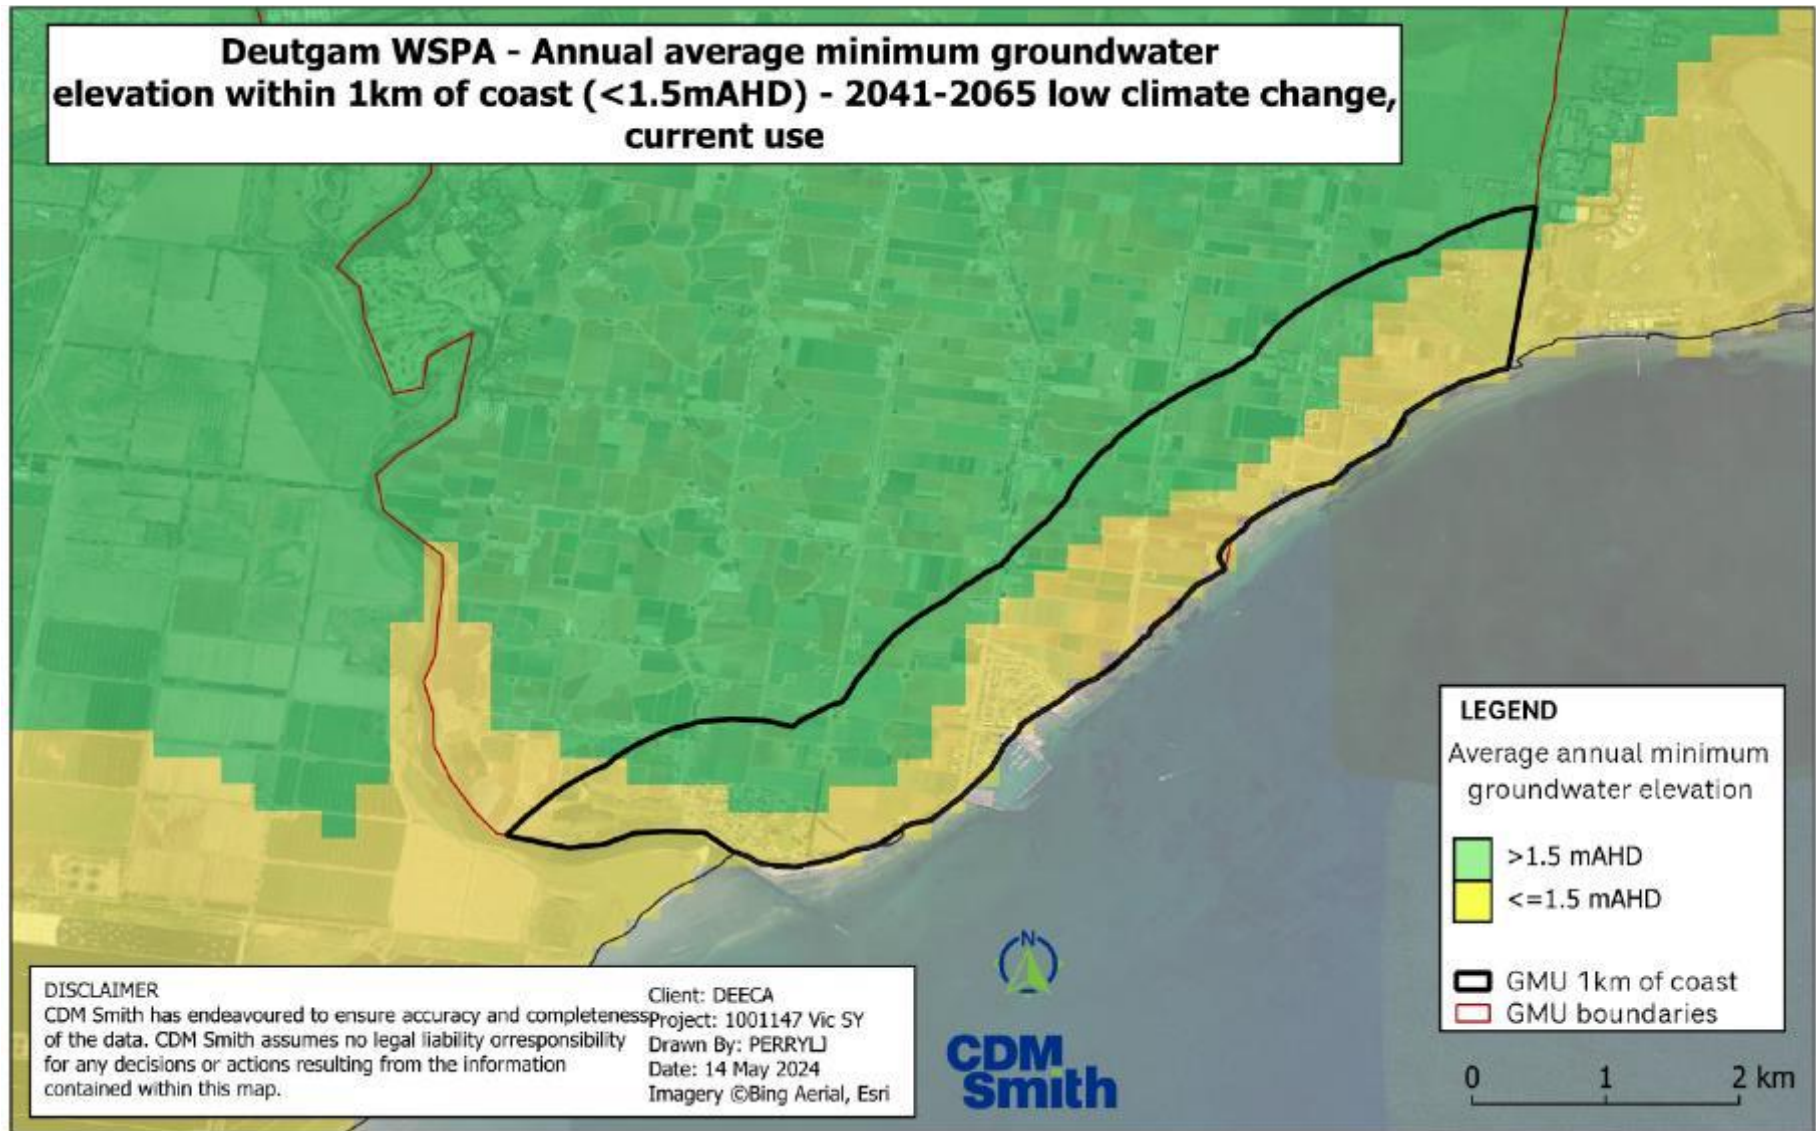 Deutgam WSPA - Annual average minimum groundwater
elevation within 1km of coast (<1.5mAHD) - 2041-2065 low climate change,
current use
LEGEND
Average annual minimum
groundwater elevation
>1.5 mAHD
<=1.5 mAHD
GMU 1km of coast
GMU boundaries
0 1 2 km
N
CDM
Smith
DISCLAIMER
CDM Smith has endeavoured to ensure accuracy and completeness
of the data. CDM Smith assumes no legal liability orresponsibility
for any decisions or actions resulting from the information
contained within this map.
Client: DEECA
Project: 1001147 Vic SY
Drawn By: PERRYLJ
Date: 14 May 2024
Imagery ©Bing Aerial, Esri